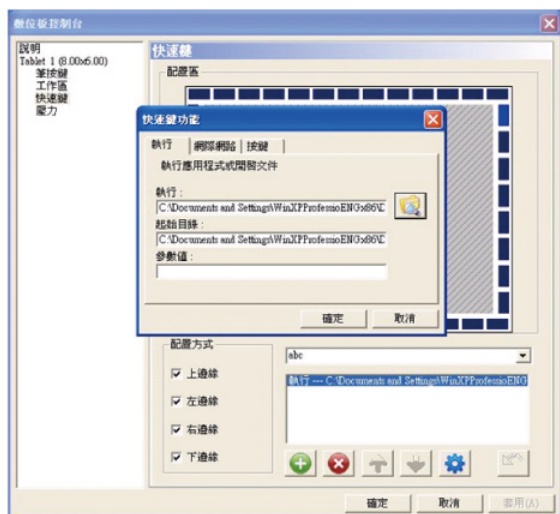 數位板控制台
說明
Tablet 1 (8.00x6.00)
筆按鍵
工作區
快速鍵
壓力
快速鍵
配置區
快速鍵功能
執行
網際網路
按鍵
執行應用程式或開啓文件
執行 :
C:\Documents and Settings\WinXPProfessioENGx86\D
起始目錄 :
C:\Documents and Settings\WinXPProfessioENGx86\D
參數值 :
確定
取消
配置方式
上邊緣
左邊緣
右邊緣
下邊緣
abc
執行 --- C:\Documents and Settings\WinXPProfessioENG
確定
取消
套用(A)